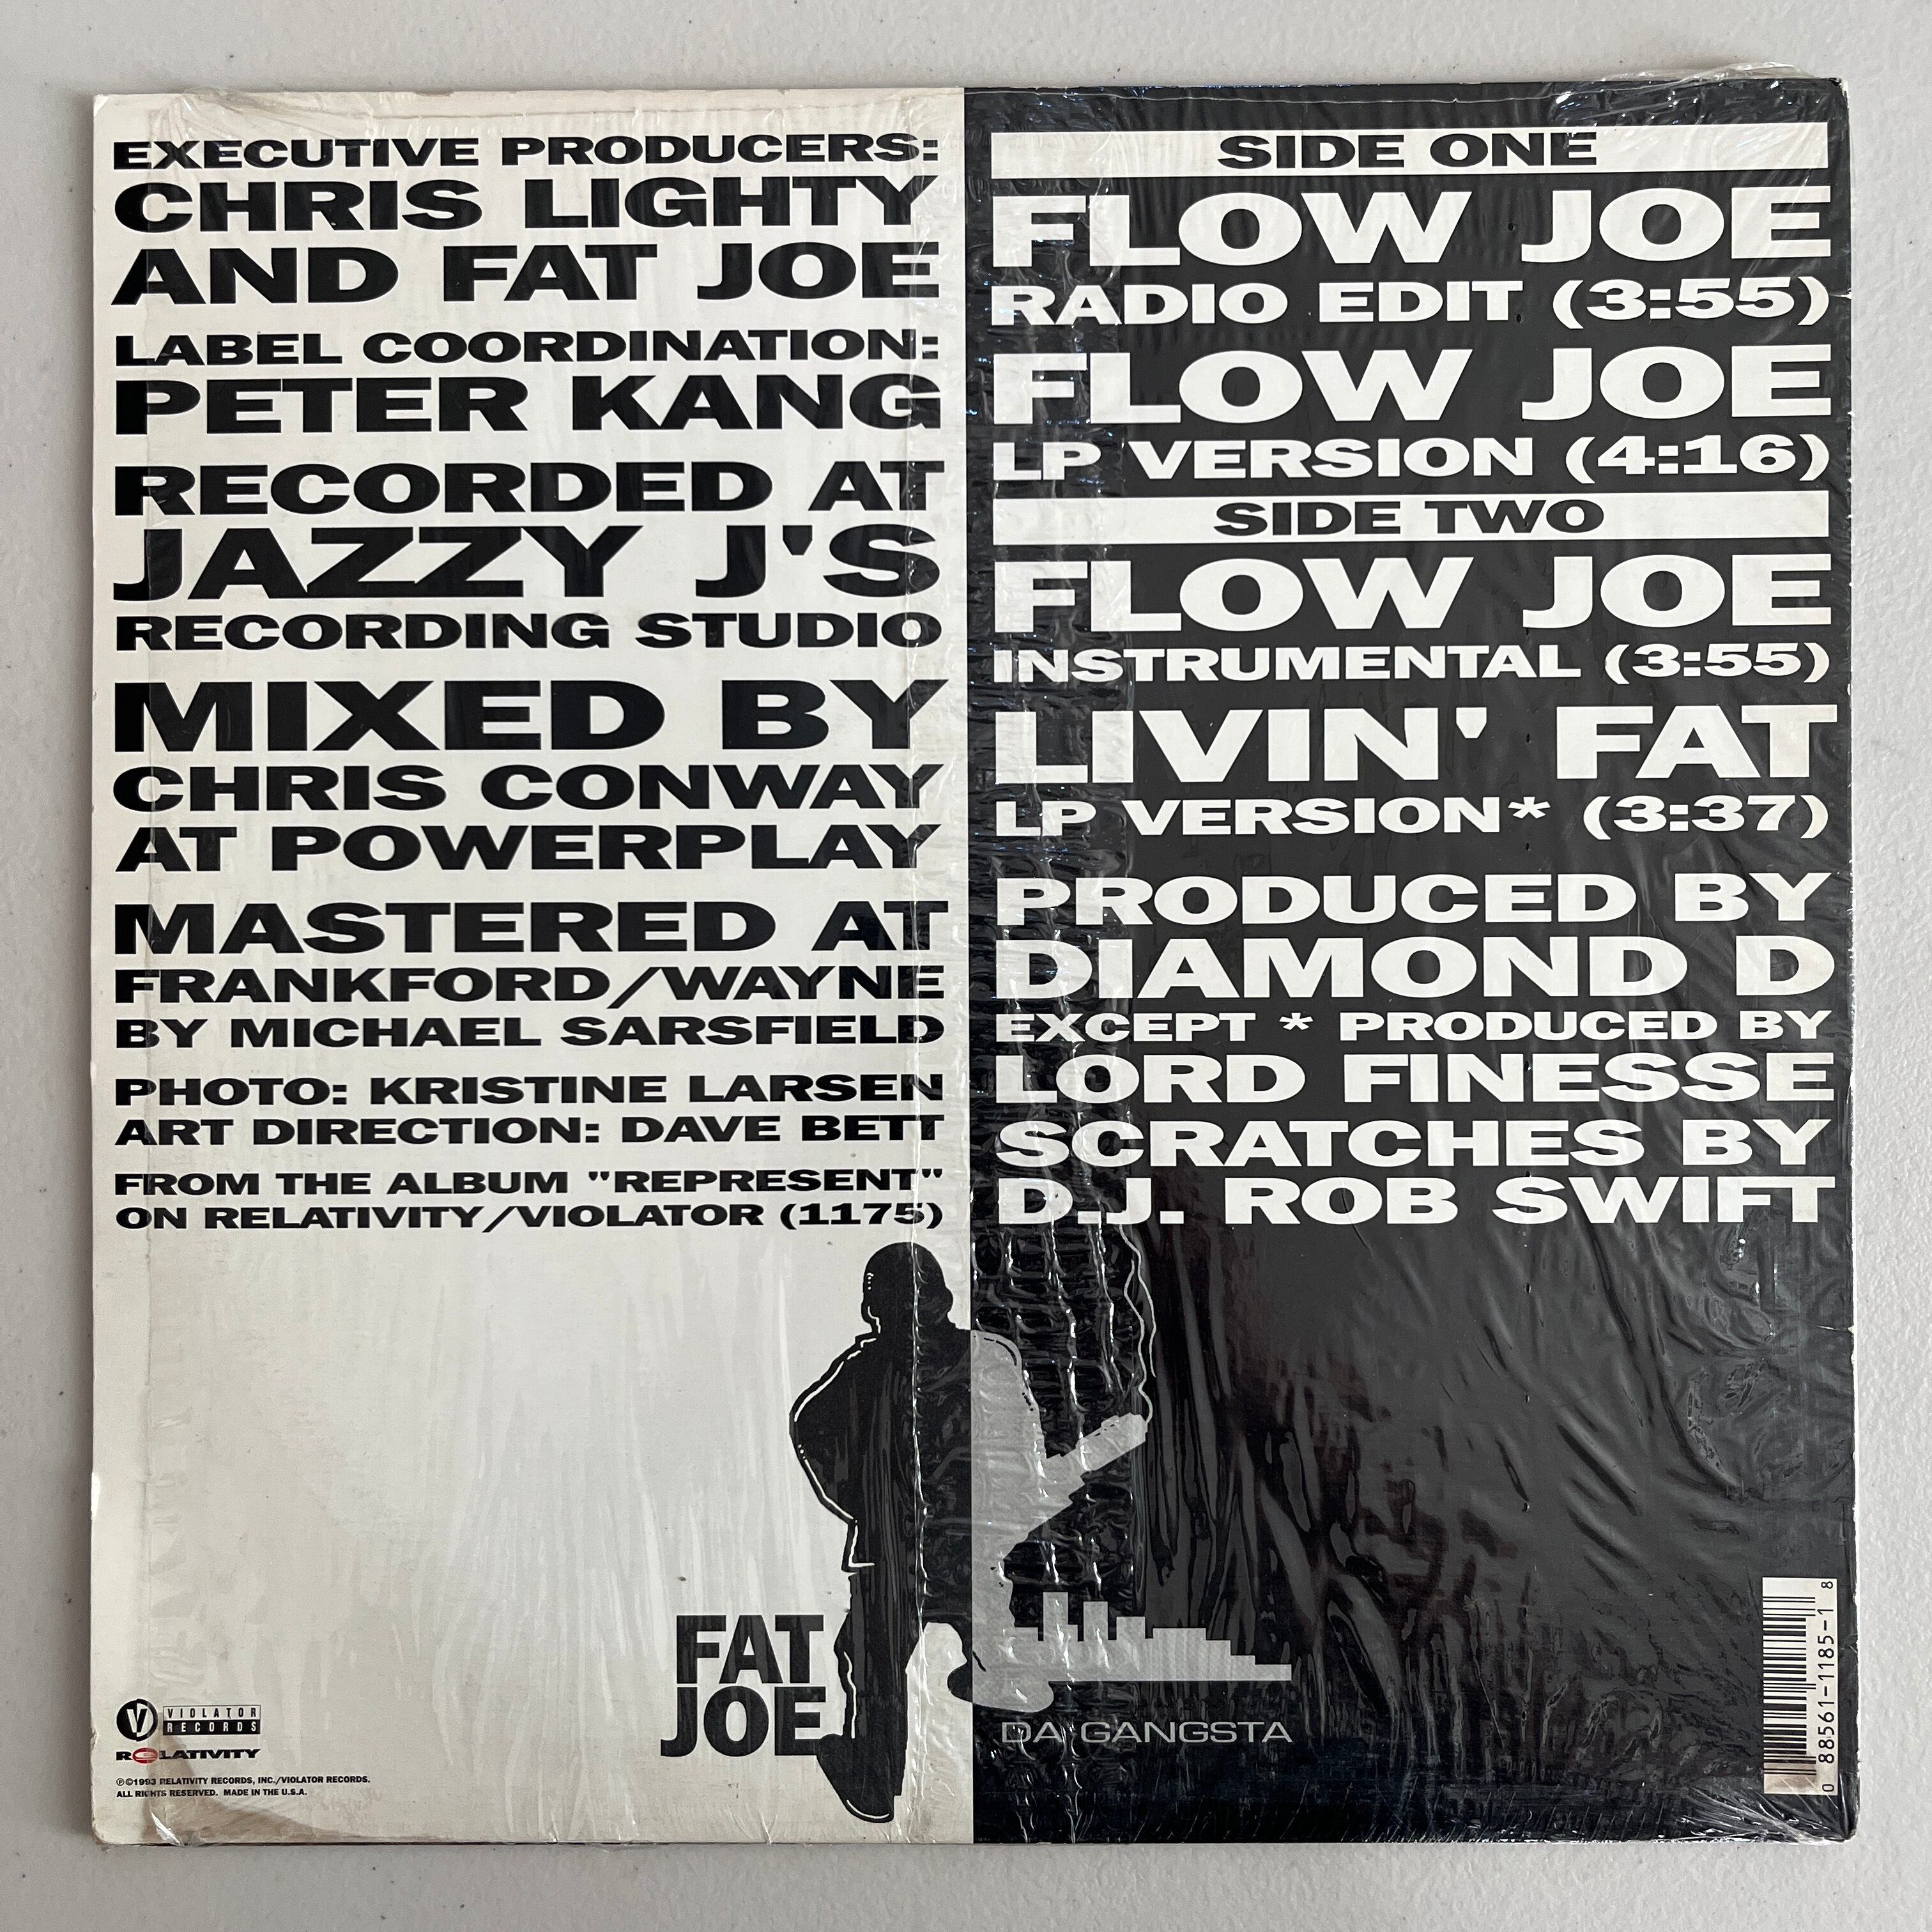 EXECUTIVE PRODUCERS:
CHRIS LIGHTY
AND FAT JOE
LABEL COORDINATION:
PETER KANG
RECORDED AT
JAZZY J'S
RECORDING STUDIO
MIXED BY
CHRIS CONWAY
AT POWERPLAY
MASTERED AT
FRANKFORD/WAYNE
BY MICHAEL SARSFIELD
PHOTO: KRISTINE LARSEN
ART DIRECTION: DAVE BETT
FROM THE ALBUM "REPRESENT"
ON RELATIVITY/VIOLATOR (1175)
SIDE ONE
FLOW JOE
RADIO EDIT (3:55)
FLOW JOE
LP VERSION (4:16)
SIDE TWO
FLOW JOE
INSTRUMENTAL (3:55)
LIVIN' FAT
LP VERSION* (3:37)
PRODUCED BY
DIAMOND D
EXCEPT * PRODUCED BY
LORD FINESSE
SCRATCHES BY
D.J. ROB SWIFT
FAT
JOE
DA GANGSTA
V VIOLATOR
RECORDS
RELATIVITY
℗©1993 RELATIVITY RECORDS, INC./VIOLATOR RECORDS.
ALL RIGHTS RESERVED. MADE IN THE U.S.A.
0 88561-1185-1 8